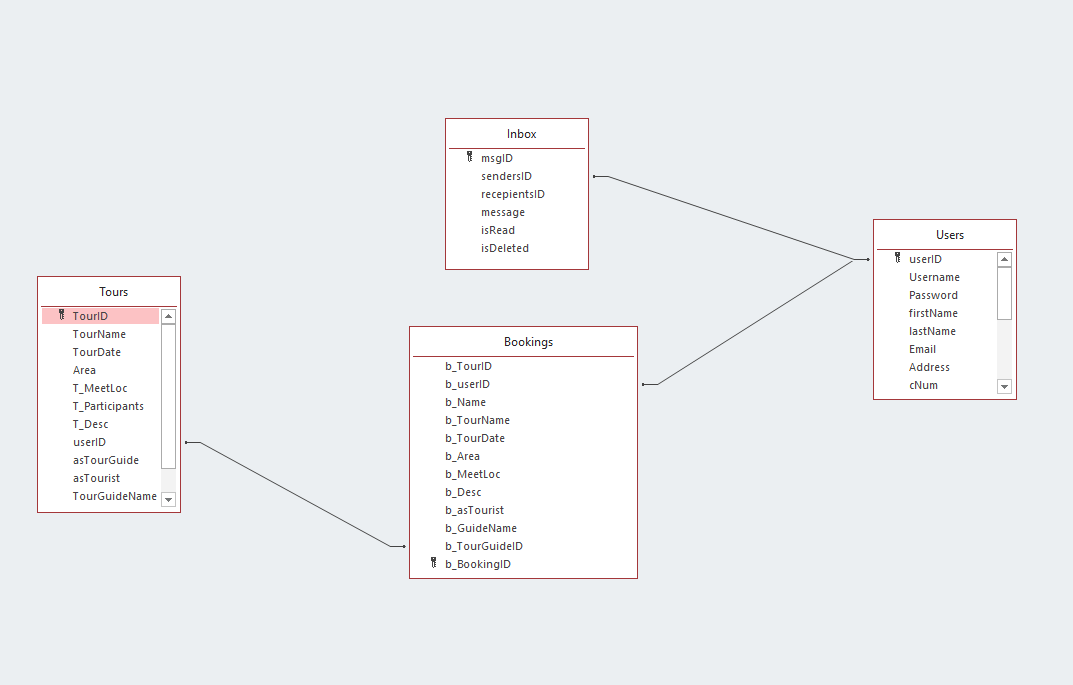 Inbox
msgID
sendersID
recepientsID
message
isRead
isDeleted
Users
userID
Username
Password
firstName
lastName
Email
Address
cNum
Tours
TourID
TourName
TourDate
Area
T_MeetLoc
T_Participants
T_Desc
userID
asTourGuide
asTourist
TourGuideName
Bookings
b_TourID
b_userID
b_Name
b_TourName
b_TourDate
b_Area
b_MeetLoc
b_Desc
b_asTourist
b_GuideName
b_TourGuideID
b_BookingID